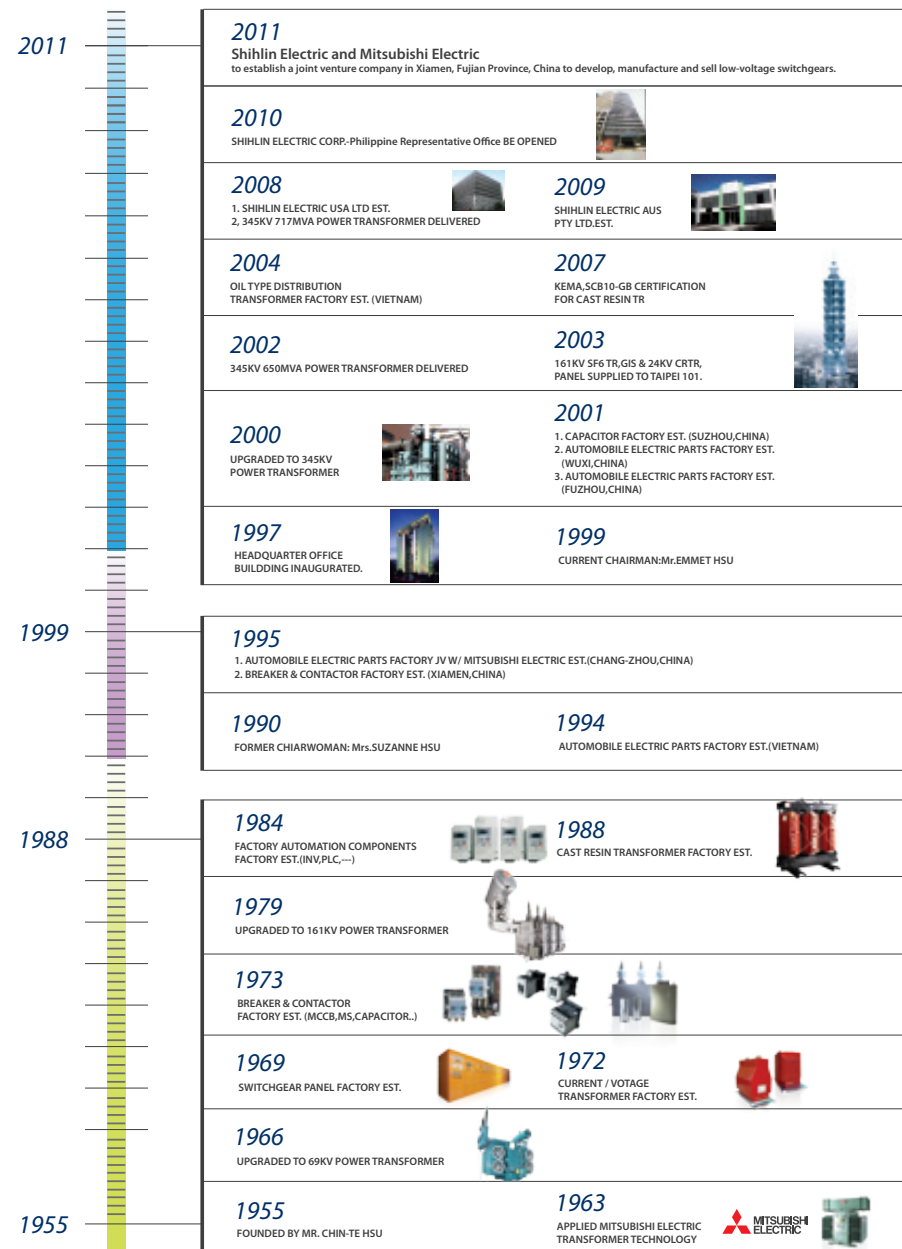 2011
2011
Shihlin Electric and Mitsubishi Electric
to establish a joint venture company in Xiamen, Fujian Province, China to develop, manufacture and sell low-voltage switchgears.
2010
SHIHLIN ELECTRIC CORP.-Philippine Representative Office BE OPENED
2008
1. SHIHLIN ELECTRIC USA LTD EST.
2, 345KV 717MVA POWER TRANSFORMER DELIVERED
2009
SHIHLIN ELECTRIC AUS
PTY LTD.EST.
2004
OIL TYPE DISTRIBUTION
TRANSFORMER FACTORY EST. (VIETNAM)
2007
KEMA,SCB10-GB CERTIFICATION
FOR CAST RESIN TR
2002
345KV 650MVA POWER TRANSFORMER DELIVERED
2003
161KV SF6 TR,GIS & 24KV CRTR,
PANEL SUPPLIED TO TAIPEI 101.
2000
UPGRADED TO 345KV
POWER TRANSFORMER
2001
1. CAPACITOR FACTORY EST. (SUZHOU,CHINA)
2. AUTOMOBILE ELECTRIC PARTS FACTORY EST.
(WUXI,CHINA)
3. AUTOMOBILE ELECTRIC PARTS FACTORY EST.
(FUZHOU,CHINA)
1997
HEADQUARTER OFFICE
BUILDDING INAUGURATED.
1999
CURRENT CHAIRMAN:Mr.EMMET HSU
1999
1995
1. AUTOMOBILE ELECTRIC PARTS FACTORY JV W/ MITSUBISHI ELECTRIC EST.(CHANG-ZHOU,CHINA)
2. BREAKER & CONTACTOR FACTORY EST. (XIAMEN,CHINA)
1990
FORMER CHIARWOMAN: Mrs.SUZANNE HSU
1994
AUTOMOBILE ELECTRIC PARTS FACTORY EST.(VIETNAM)
1988
1984
FACTORY AUTOMATION COMPONENTS
FACTORY EST.(INV,PLC,---)
1988
CAST RESIN TRANSFORMER FACTORY EST.
1979
UPGRADED TO 161KV POWER TRANSFORMER
1973
BREAKER & CONTACTOR
FACTORY EST. (MCCB,MS,CAPACITOR..)
1969
SWITCHGEAR PANEL FACTORY EST.
1972
CURRENT / VOTAGE
TRANSFORMER FACTORY EST.
1966
UPGRADED TO 69KV POWER TRANSFORMER
1955
1955
FOUNDED BY MR. CHIN-TE HSU
1963
APPLIED MITSUBISHI ELECTRIC
TRANSFORMER TECHNOLOGY
MITSUBISHI
ELECTRIC